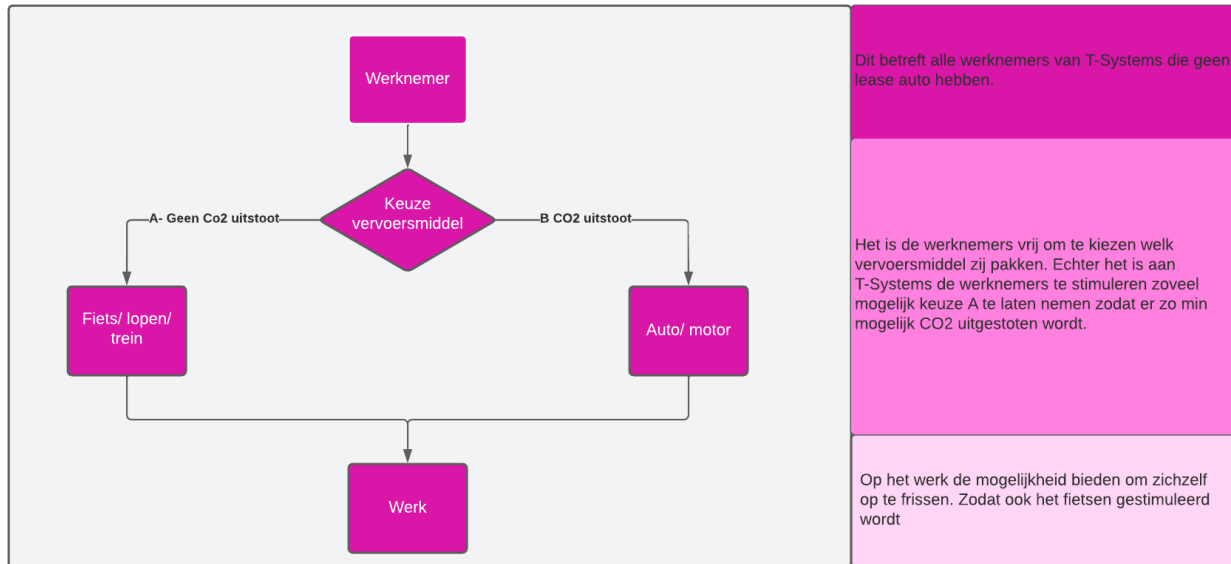 Werknemer
Keuze
vervoersmiddel
A- Geen Co2 uitstoot
B CO2 uitstoot
Fiets/ lopen/
trein
Auto/ motor
Werk
Dit betreft alle werknemers van T-Systems die geen
lease auto hebben.
Het is de werknemers vrij om te kiezen welk
vervoersmiddel zij pakken. Echter het is aan
T-Systems de werknemers te stimuleren zoveel
mogelijk keuze A te laten nemen zodat er zo min
mogelijk CO2 uitgestoten wordt.
Op het werk de mogelijkheid bieden om zichzelf
op te frissen. Zodat ook het fietsen gestimuleerd
wordt